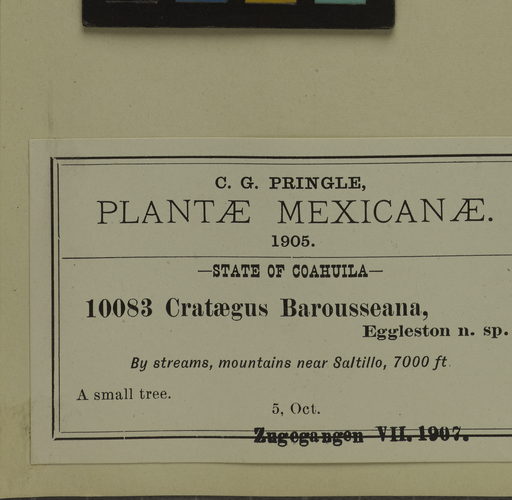 C. G. PRINGLE,
PLANTÆ MEXICANÆ.
1905.
—STATE OF COAHUILA—
10083 Cratægus Barousseana,
Eggleston n. sp.
By streams, mountains near Saltillo, 7000 ft.
A small tree.
5, Oct.
Zugegangen VII. 1907.